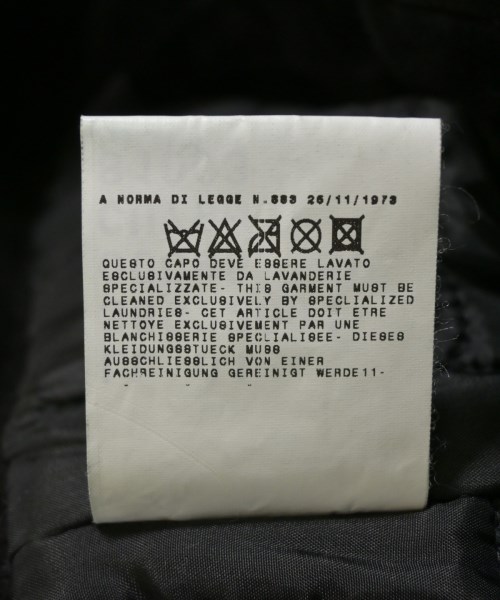 A NORMA DI LEGGE N.883 26/11/1973
QUESTO CAPO DEVE ESSERE LAVATO
ESCLUSIVAMENTE DA LAVANDERIE
SPECIALIZZATE- THIS GARMENT MUST BE
CLEANED EXCLUSIVELY BY SPECLIALIZED
LAUNDRIES- CET ARTICLE DOIT ETRE
NETTOYE EXCLUSIVEMENT PAR UNE
BLANCHISSERIE SPECLIALISEE- DIESES
KLEIDUNGSSTUECK MUSS
AUSSCHLIESSLICH VON EINER
FACHREINIGUNG GEREINIGT WERDE11-